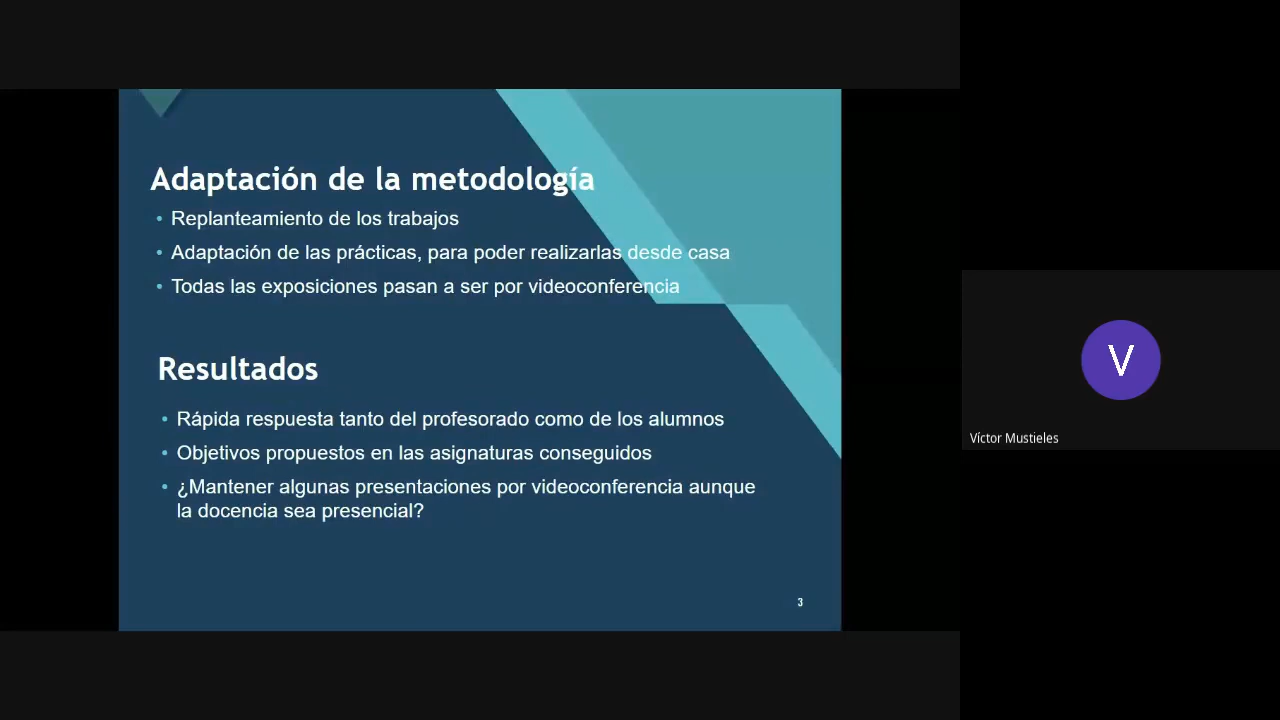 Adaptación de la metodología
• Replanteamiento de los trabajos
• Adaptación de las prácticas, para poder realizarlas desde casa
• Todas las exposiciones pasan a ser por videoconferencia
Resultados
• Rápida respuesta tanto del profesorado como de los alumnos
• Objetivos propuestos en las asignaturas conseguidos
• ¿Mantener algunas presentaciones por videoconferencia aunque
la docencia sea presencial?
3
V
Víctor Mustieles